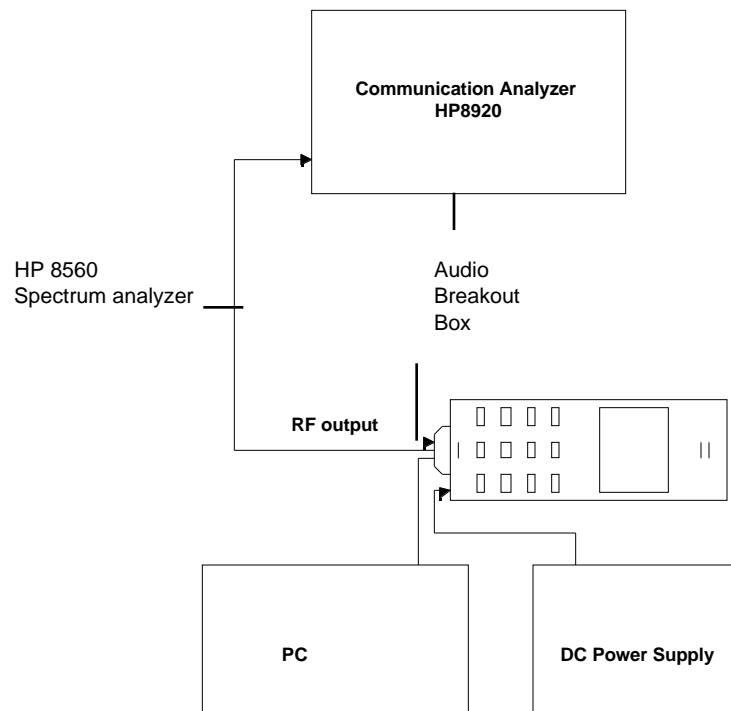 Communication Analyzer
HP8920
HP 8560
Spectrum analyzer
Audio
Breakout
Box
RF output
PC
DC Power Supply